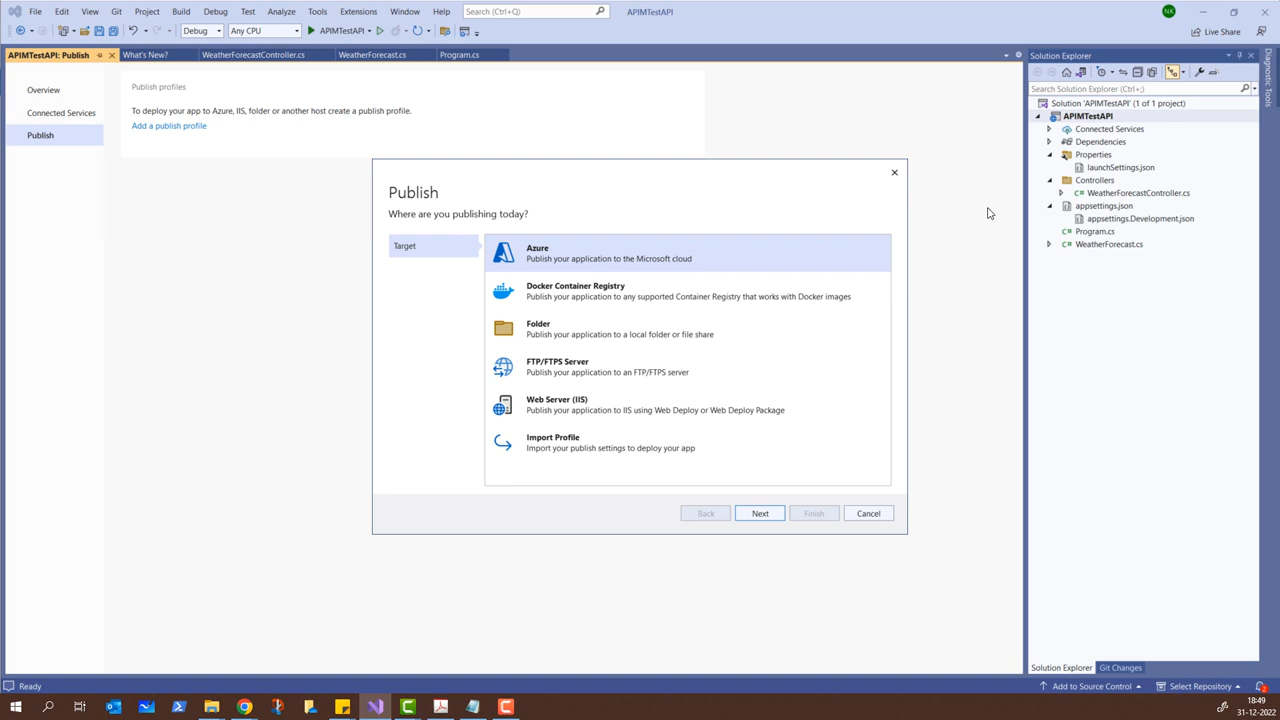 File Edit View Git Project Build Debug Test Analyze Tools Extensions Window Help Search (Ctrl+Q) APIMTestAPI NK
Debug Any CPU APIMTestAPI Live Share
APIMTestAPI: Publish What's New? WeatherForecastController.cs WeatherForecast.cs Program.cs
Overview
Connected Services
Publish
Publish profiles
To deploy your app to Azure, IIS, folder or another host create a publish profile.
Add a publish profile
Publish
Where are you publishing today?
Target
Azure
Publish your application to the Microsoft cloud
Docker Container Registry
Publish your application to any supported Container Registry that works with Docker images
Folder
Publish your application to a local folder or file share
FTP/FTPS Server
Publish your application to an FTP/FTPS server
Web Server (IIS)
Publish your application to IIS using Web Deploy or Web Deploy Package
Import Profile
Import your publish settings to deploy your app
Back Next Finish Cancel
Solution Explorer
Search Solution Explorer (Ctrl+;)
Solution 'APIMTestAPI' (1 of 1 project)
APIMTestAPI
Connected Services
Dependencies
Properties
launchSettings.json
Controllers
C# WeatherForecastController.cs
appsettings.json
appsettings.Development.json
C# Program.cs
C# WeatherForecast.cs
Solution Explorer Git Changes
Diagnostic Tools
Ready Add to Source Control Select Repository 2
18:49
31-12-2022